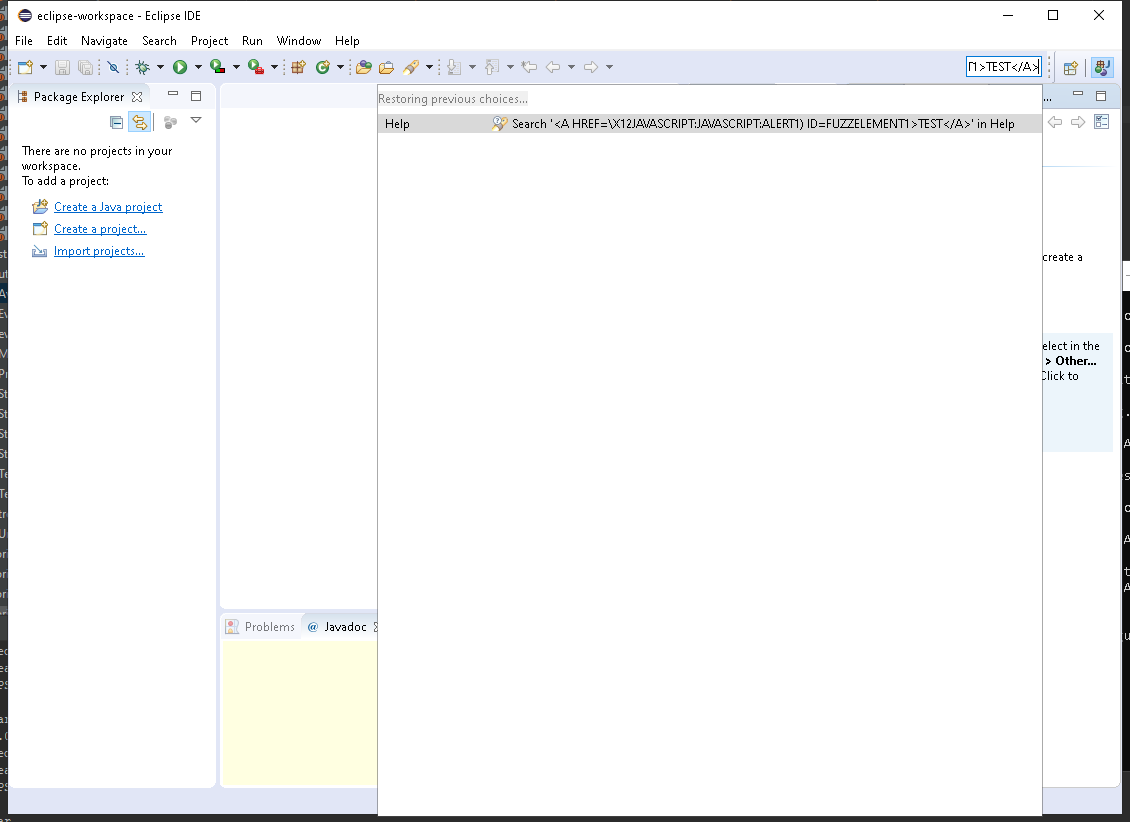 eclipse-workspace - Eclipse IDE
File Edit Navigate Search Project Run Window Help
1>TEST</A>
Package Explorer
Restoring previous choices...
...
Help Search '<A HREF=\X12JAVASCRIPT:JAVASCRIPT:ALERT1) ID=FUZZELEMENT1>TEST</A>' in Help
There are no projects in your
workspace.
To add a project:
Create a Java project
Create a project...
Import projects...
create a
elect in the
> Other...
Click to
Problems @ Javadoc